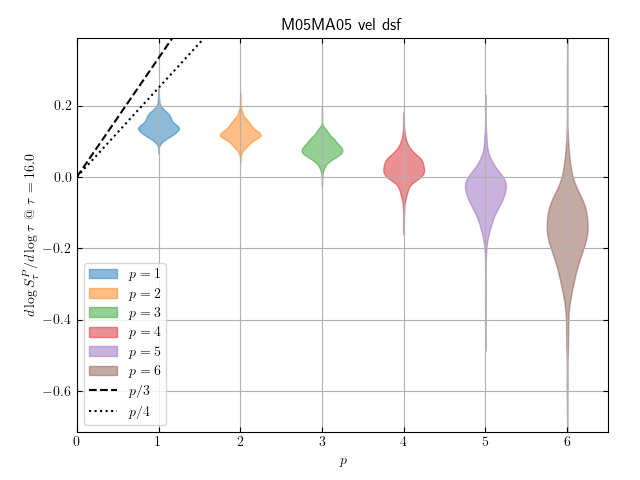 M05MA05 vel dsf
d log S_τ^P / d log τ @ τ = 16.0
0.2
0.0
−0.2
−0.4
−0.6
p = 1
p = 2
p = 3
p = 4
p = 5
p = 6
p/3
p/4
0 1 2 3 4 5 6
p